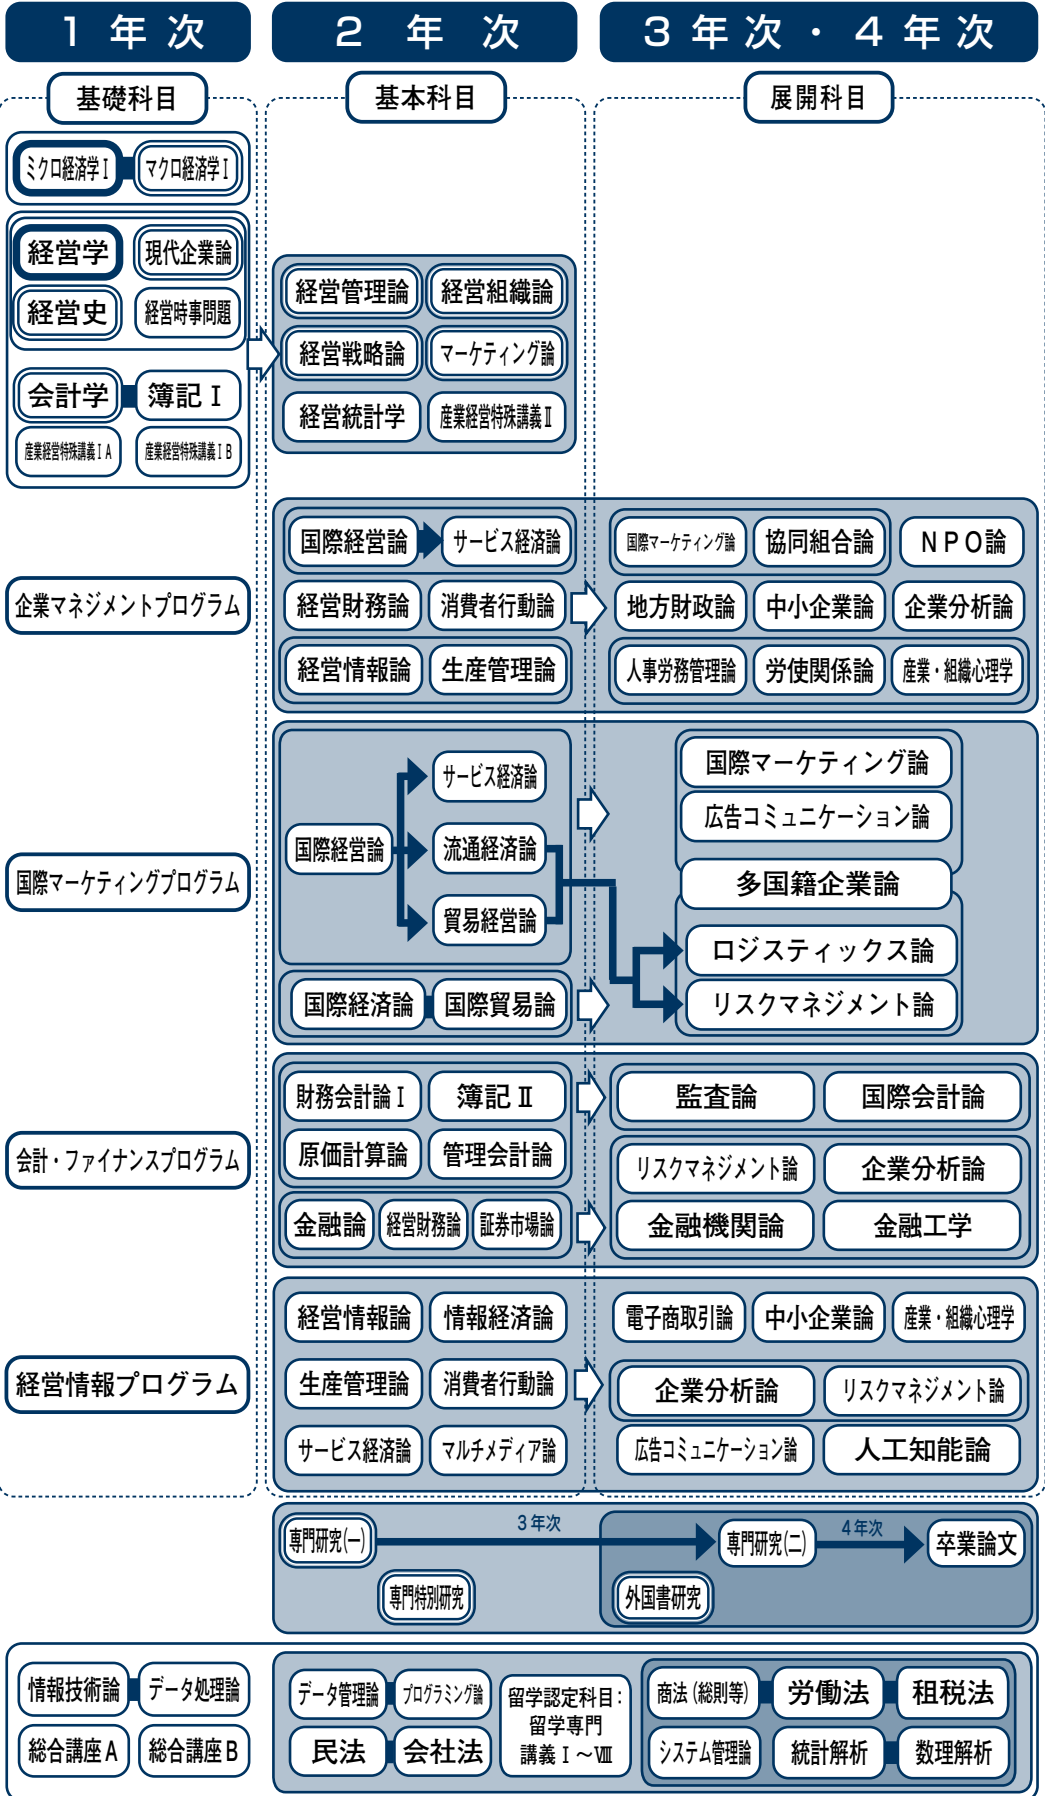 1年次
2年次
3年次・4年次
基礎科目
基本科目
展開科目
ミクロ経済学Ⅰ
マクロ経済学Ⅰ
経営学
現代企業論
経営史
経営時事問題
会計学
簿記Ⅰ
産業経営特殊講義ⅠA
産業経営特殊講義ⅠB
経営管理論
経営組織論
経営戦略論
マーケティング論
経営統計学
産業経営特殊講義Ⅱ
企業マネジメントプログラム
国際経営論
サービス経済論
経営財務論
消費者行動論
経営情報論
生産管理論
国際マーケティング論
協同組合論
NPO論
地方財政論
中小企業論
企業分析論
人事労務管理論
労使関係論
産業・組織心理学
国際マーケティングプログラム
国際経営論
サービス経済論
流通経済論
貿易経営論
国際経済論
国際貿易論
国際マーケティング論
広告コミュニケーション論
多国籍企業論
ロジスティックス論
リスクマネジメント論
会計・ファイナンスプログラム
財務会計論Ⅰ
簿記Ⅱ
原価計算論
管理会計論
金融論
経営財務論
証券市場論
監査論
国際会計論
リスクマネジメント論
企業分析論
金融機関論
金融工学
経営情報プログラム
経営情報論
情報経済論
生産管理論
消費者行動論
サービス経済論
マルチメディア論
電子商取引論
中小企業論
産業・組織心理学
企業分析論
リスクマネジメント論
広告コミュニケーション論
人工知能論
専門研究(一)
3年次
専門研究(二)
4年次
卒業論文
専門特別研究
外国書研究
情報技術論
データ処理論
総合講座A
総合講座B
データ管理論
プログラミング論
民法
会社法
留学認定科目:
留学専門
講義Ⅰ～Ⅷ
商法(総則等)
労働法
租税法
システム管理論
統計解析
数理解析